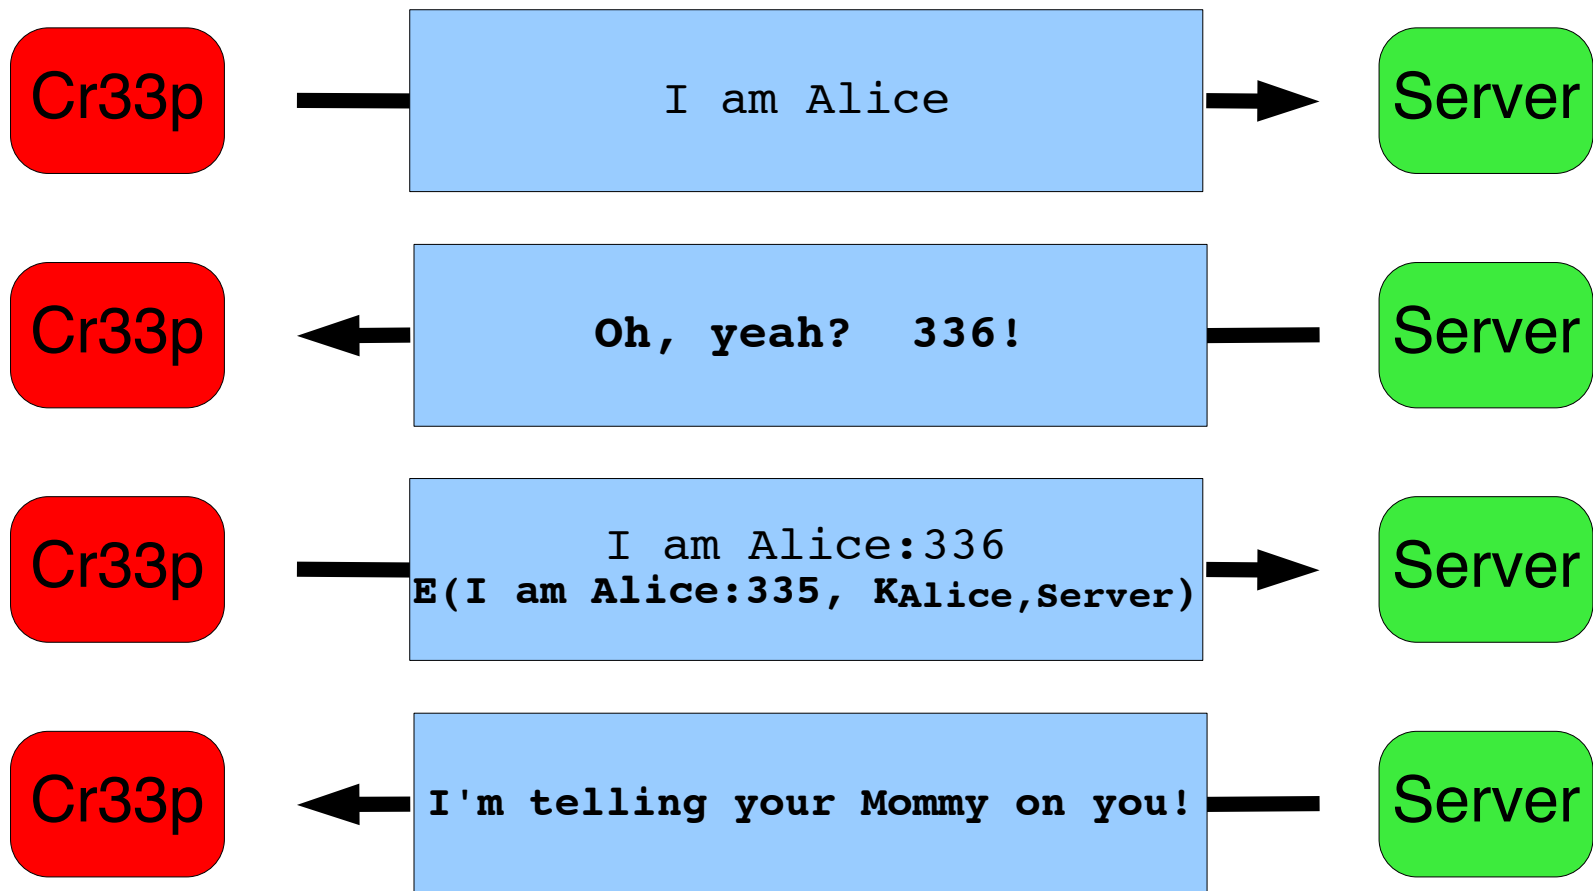 Cr33p
I am Alice
Server
Cr33p
Oh, yeah?  336!
Server
Cr33p
I am Alice:336
E(I am Alice:335, KAlice,Server)
Server
Cr33p
I'm telling your Mommy on you!
Server